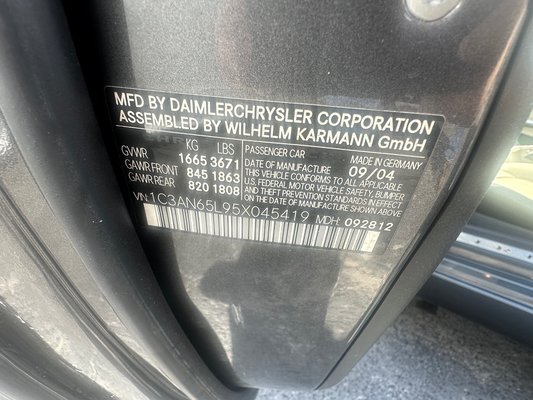 MFD BY DAIMLERCHRYSLER CORPORATION
ASSEMBLED BY WILHELM KARMANN GmbH
KG LBS PASSENGER CAR MADE IN GERMANY
GVWR 1665 3671 DATE OF MANUFACTURE 09/04
GAWR FRONT 845 1863 THIS VEHICLE CONFORMS TO ALL APPLICABLE
GAWR REAR 820 1808 U.S. FEDERAL MOTOR VEHICLE SAFETY, BUMPER,
AND THEFT PREVENTION STANDARDS IN EFFECT
ON THE DATE OF MANUFACTURE SHOWN ABOVE.
VIN: 1C3AN65L95X045419 MDH: 092812